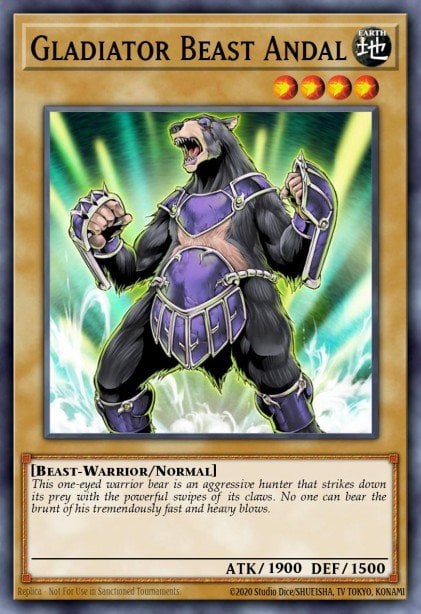 Gladiator Beast Andal
EARTH
地
[Beast-Warrior/Normal]
This one-eyed warrior bear is an aggressive hunter that strikes down
its prey with the powerful swipes of its claws. No one can bear the
brunt of his tremendously fast and heavy blows.
ATK/1900 DEF/1500
Replica - Not For Use in Sanctioned Tournaments
©2020 Studio Dice/SHUEISHA, TV TOKYO, KONAMI